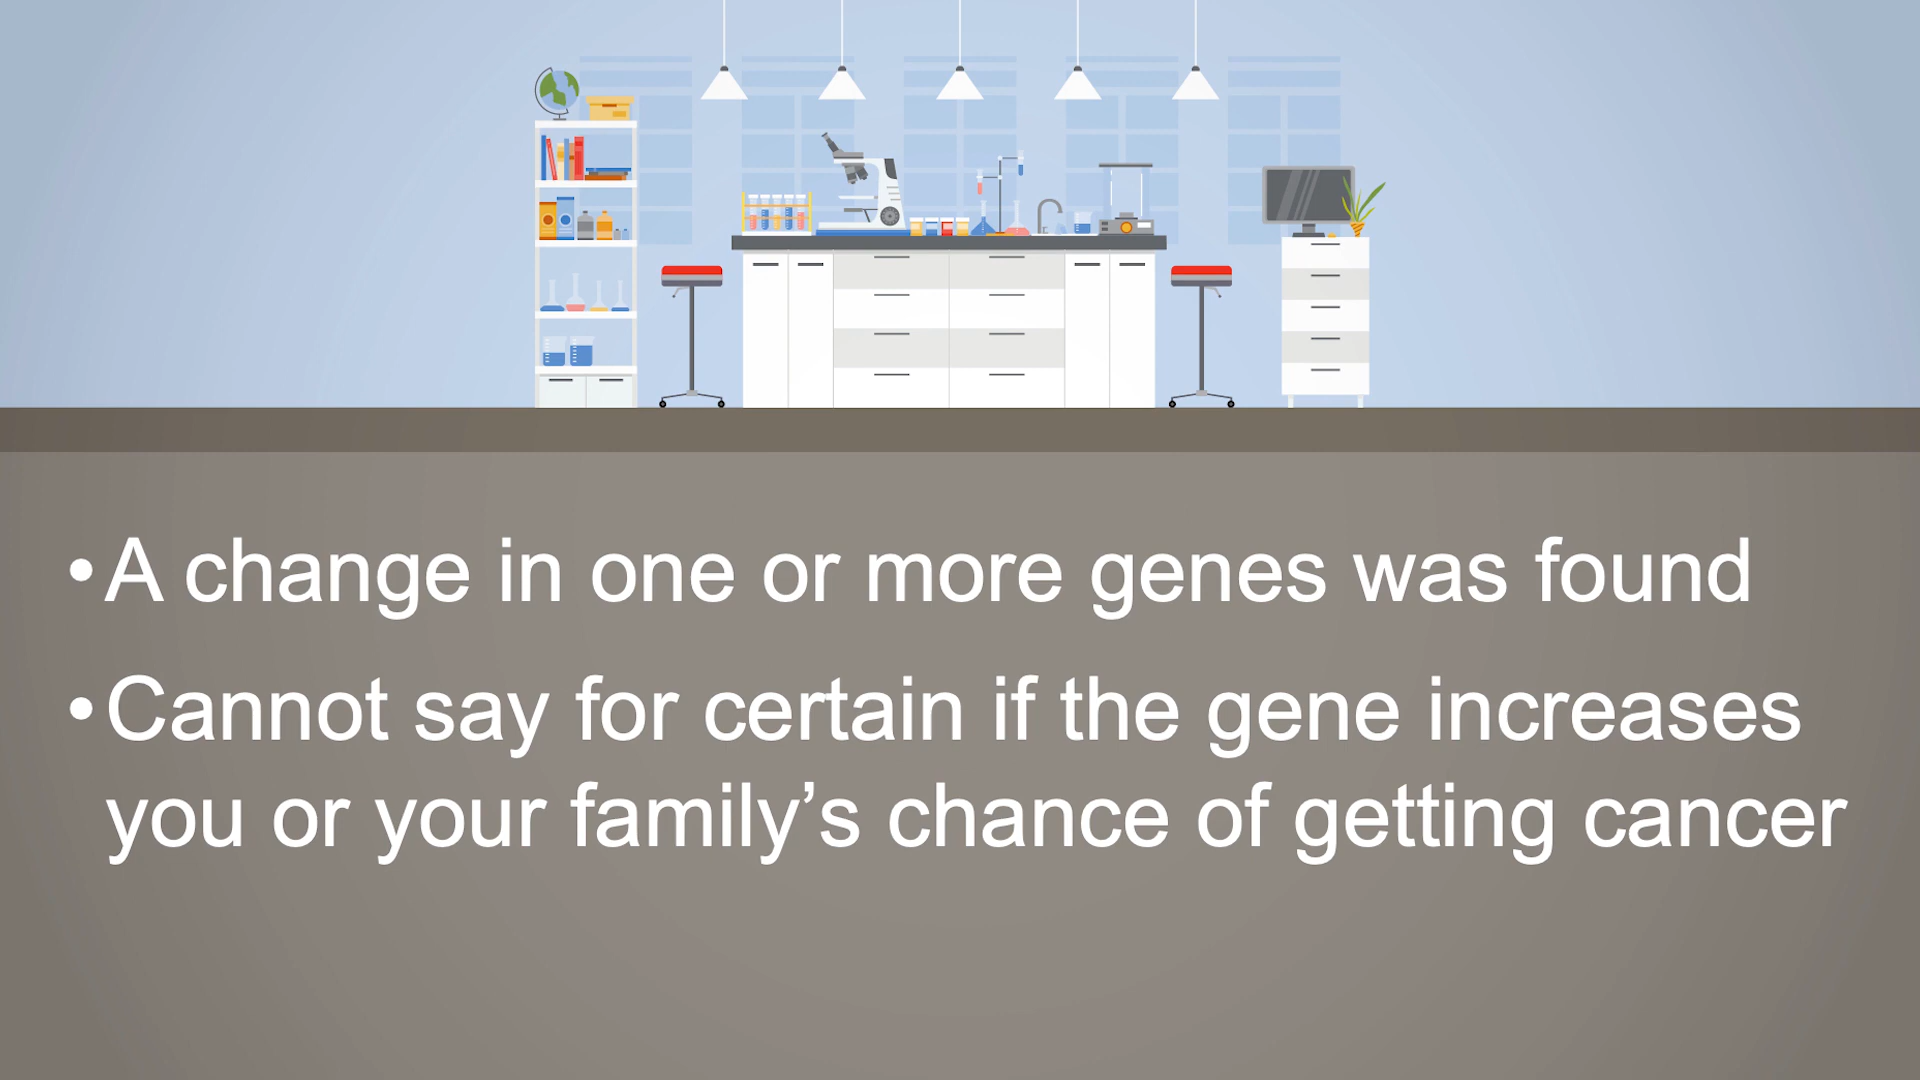 •A change in one or more genes was found
•Cannot say for certain if the gene increases
you or your family’s chance of getting cancer